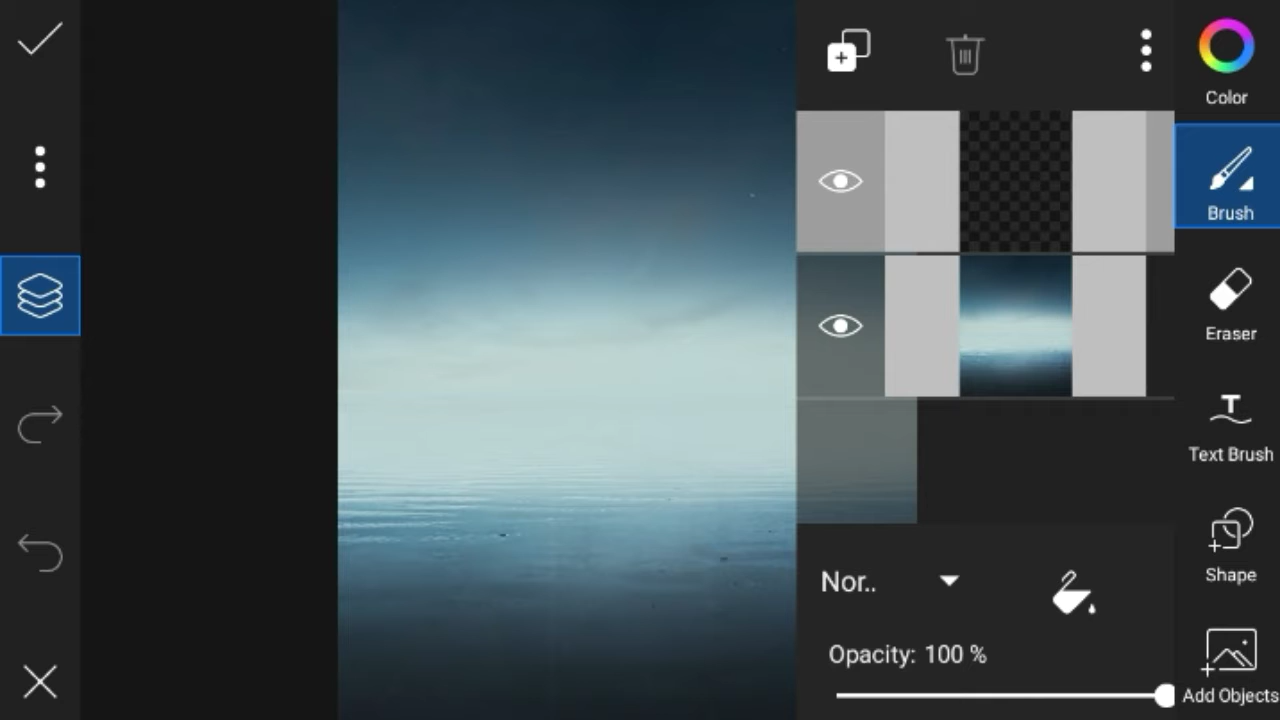 Color
Brush
Eraser
Text Brush
Nor..
Shape
Opacity: 100 %
Add Objects